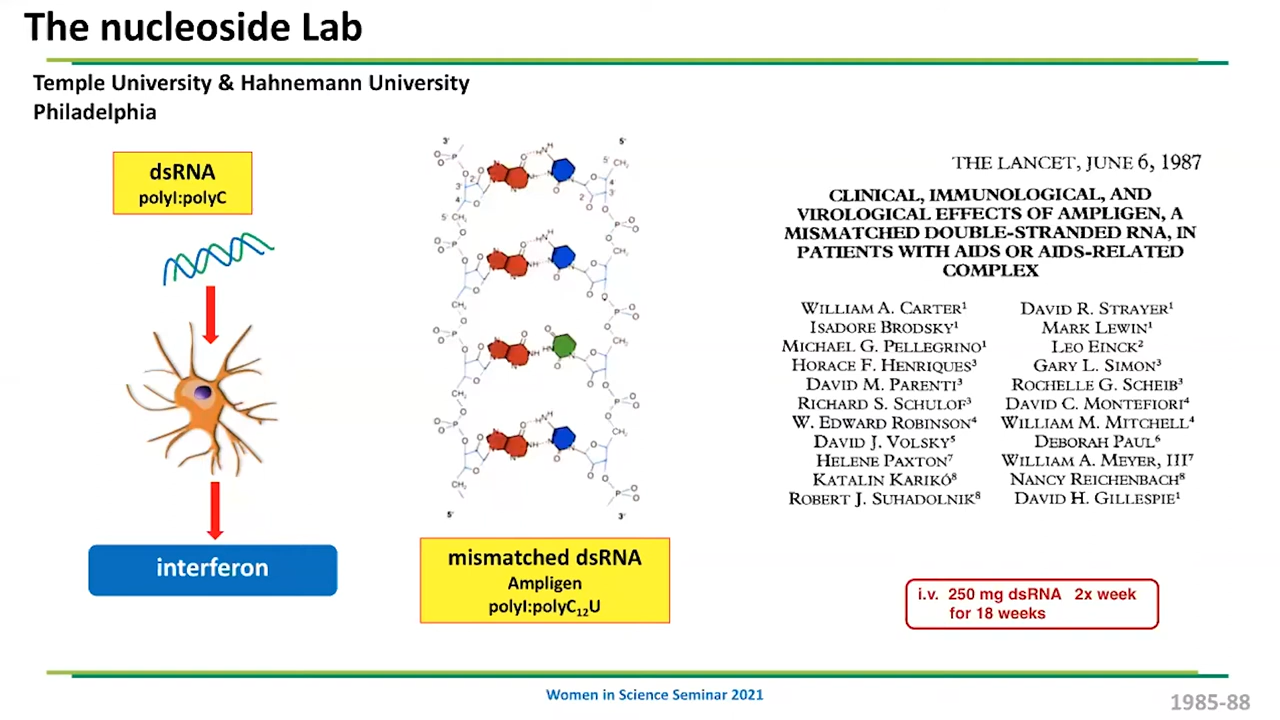 The nucleoside Lab
Temple University & Hahnemann University
Philadelphia
dsRNA
polyI:polyC
interferon
3' 5'
5' 3'
mismatched dsRNA
Ampligen
polyI:polyC₁₂U
THE LANCET, JUNE 6, 1987
CLINICAL, IMMUNOLOGICAL, AND
VIROLOGICAL EFFECTS OF AMPLIGEN, A
MISMATCHED DOUBLE-STRANDED RNA, IN
PATIENTS WITH AIDS OR AIDS-RELATED
COMPLEX
WILLIAM A. CARTER¹ DAVID R. STRAYER¹
ISADORE BRODSKY¹ MARK LEWIN¹
MICHAEL G. PELLEGRINO¹ LEO EINCK²
HORACE F. HENRIQUES³ GARY L. SIMON³
DAVID M. PARENTI³ ROCHELLE G. SCHEIB³
RICHARD S. SCHULOF³ DAVID C. MONTEFIORI⁴
W. EDWARD ROBINSON⁴ WILLIAM M. MITCHELL⁴
DAVID J. VOLSKY⁵ DEBORAH PAUL⁶
HELENE PAXTON⁷ WILLIAM A. MEYER, III⁷
KATALIN KARIKÓ⁸ NANCY REICHENBACH⁸
ROBERT J. SUHADOLNIK⁸ DAVID H. GILLESPIE¹
i.v. 250 mg dsRNA 2x week
for 18 weeks
Women in Science Seminar 2021
1985-88